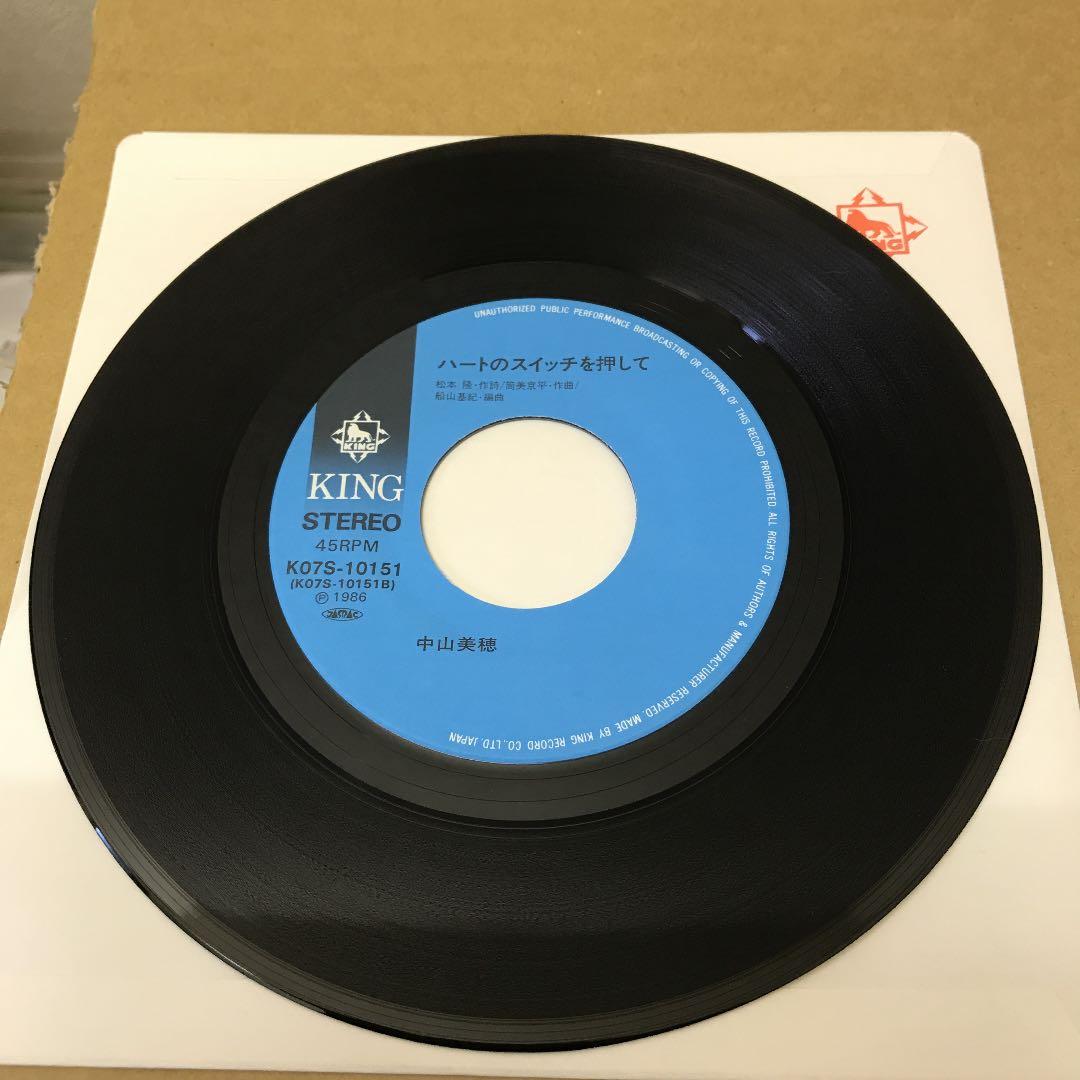 ハートのスイッチを押して
松本 隆・作詩/筒美京平・作曲/
船山基紀・編曲
KING
KING
STEREO
45RPM
K07S-10151
(K07S-10151B)
Ⓟ 1986
JASRAC
中山美穂
UNAUTHORIZED PUBLIC PERFORMANCE BROADCASTING OR COPYING OF THIS RECORD PROHIBITED. ALL RIGHTS OF AUTHORS & MANUFACTURER RESERVED. MADE BY KING RECORD CO.,LTD. JAPAN
KING